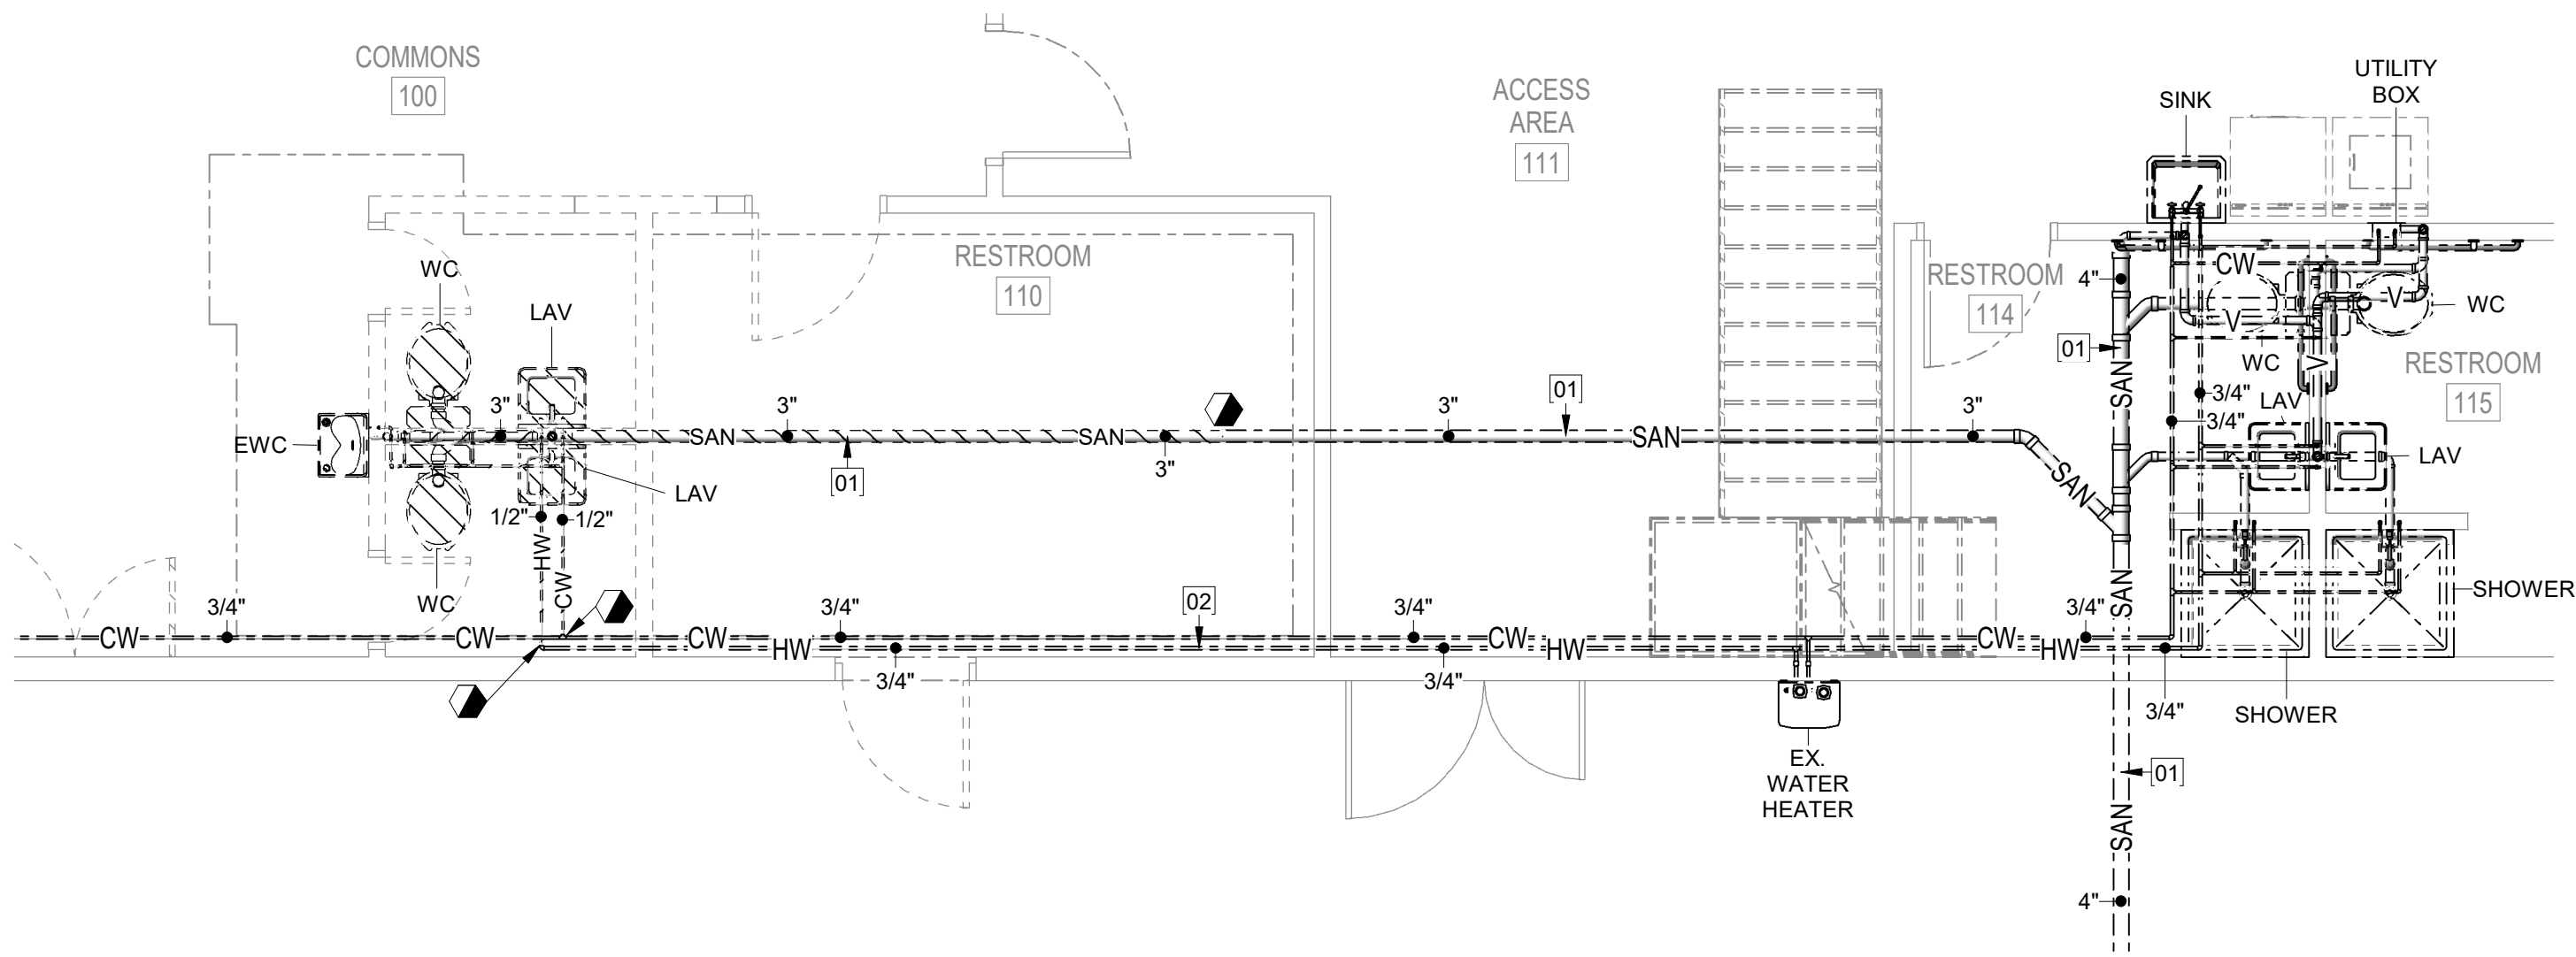 COMMONS
100
ACCESS
AREA
111
UTILITY
BOX
SINK
WC
LAV
RESTROOM
110
RESTROOM
114
4"
CW
V
V
WC
WC
V
SAN
[01]
RESTROOM
115
3/4"
3/4"
LAV
LAV
EWC
3"
3"
SAN
SAN
3"
[01]
3"
[01]
SAN
3"
SAN
LAV
1/2"
1/2"
HW
CW
WC
SAN
SHOWER
SHOWER
3/4"
CW
CW
CW
HW
3/4"
3/4"
[02]
3/4"
3/4"
CW
HW
CW
HW
3/4"
3/4"
EX.
WATER
HEATER
[01]
SAN
4"